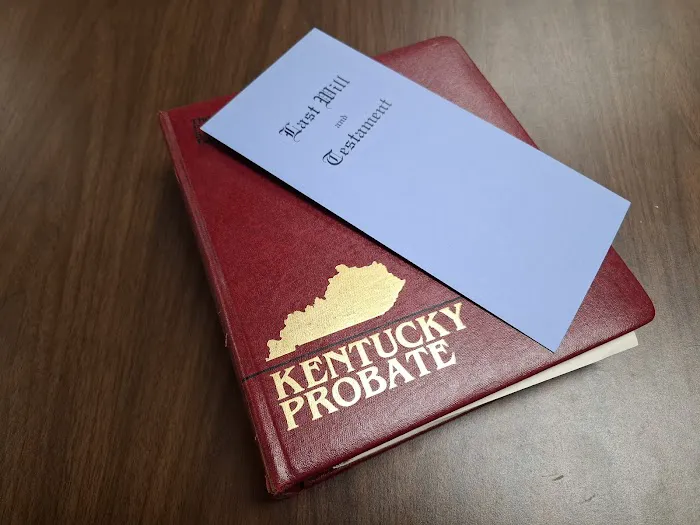 Last Will
and
Testament
KENTUCKY
PROBATE